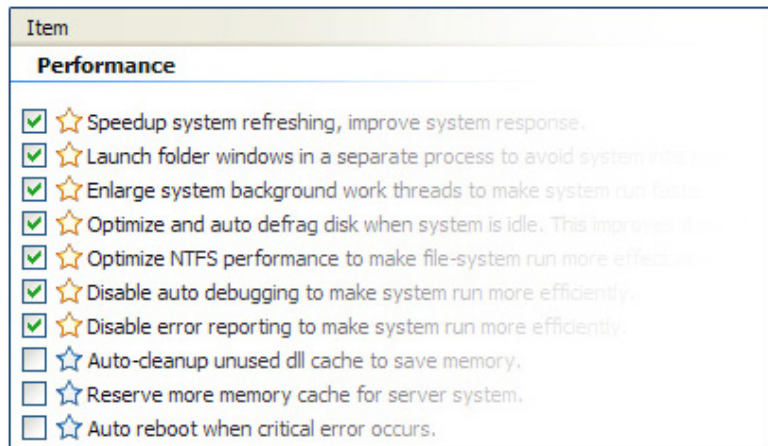 Item
Performance
Speedup system refreshing, improve system response.
Launch folder windows in a separate process to avoid system
Enlarge system background work threads to make system run faster
Optimize and auto defrag disk when system is idle. This improves
Optimize NTFS performance to make file-system run more
Disable auto debugging to make system run more efficiently.
Disable error reporting to make system run more efficiently.
Auto-cleanup unused dll cache to save memory.
Reserve more memory cache for server system.
Auto reboot when critical error occurs.